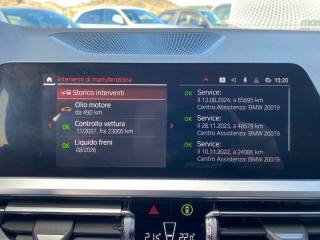 Interventi di manutenzione
15:20
Storico interventi
Olio motore
da 490 km
OK
Controllo vettura
11/2027, fra 23000 km
OK
Liquido freni
08/2026
OK
Service:
Il 13.08.2024, a 65695 km
Centro Assistenza: BMW 20019
OK
Service:
Il 28.11.2023, a 48579 km
Centro Assistenza: BMW 20019
OK
Service:
Il 10.11.2022, a 24986 km
Centro Assistenza: BMW 20019